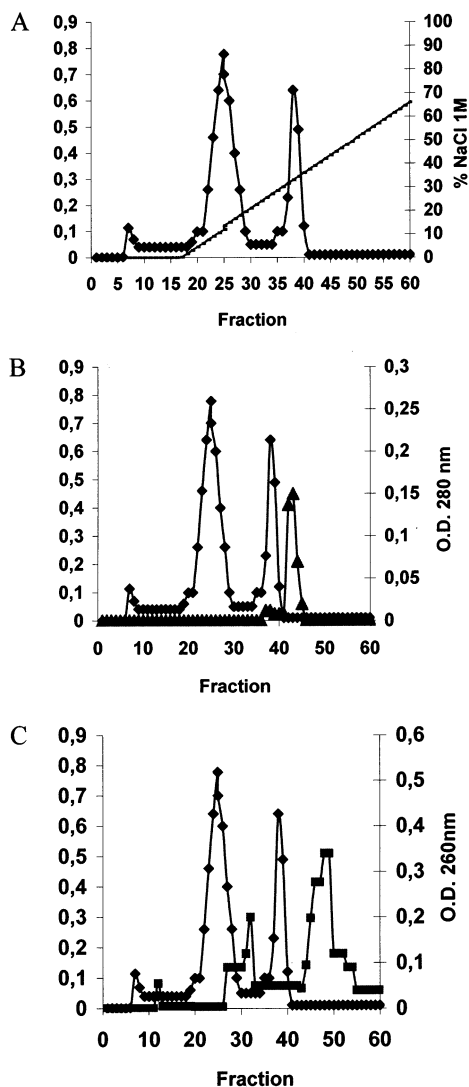 A
0,9 100
0,8 90
0,7 80
0,6 70
0,5 60
0,4 50
0,3 40
0,2 30
0,1 20
0 10
0
% NaCl 1M
0 5 10 15 20 25 30 35 40 45 50 55 60
Fraction
B
0,9 0,3
0,8 0,25
0,7 0,2
0,6 0,15
0,5 0,1
0,4 0,05
0,3 0
0,2
0,1
0
O.D. 280 nm
0 10 20 30 40 50 60
Fraction
C
0,9 0,6
0,8 0,5
0,7 0,4
0,6 0,3
0,5 0,2
0,4 0,1
0,3 0
0,2
0,1
0
O.D. 260nm
0 10 20 30 40 50 60
Fraction